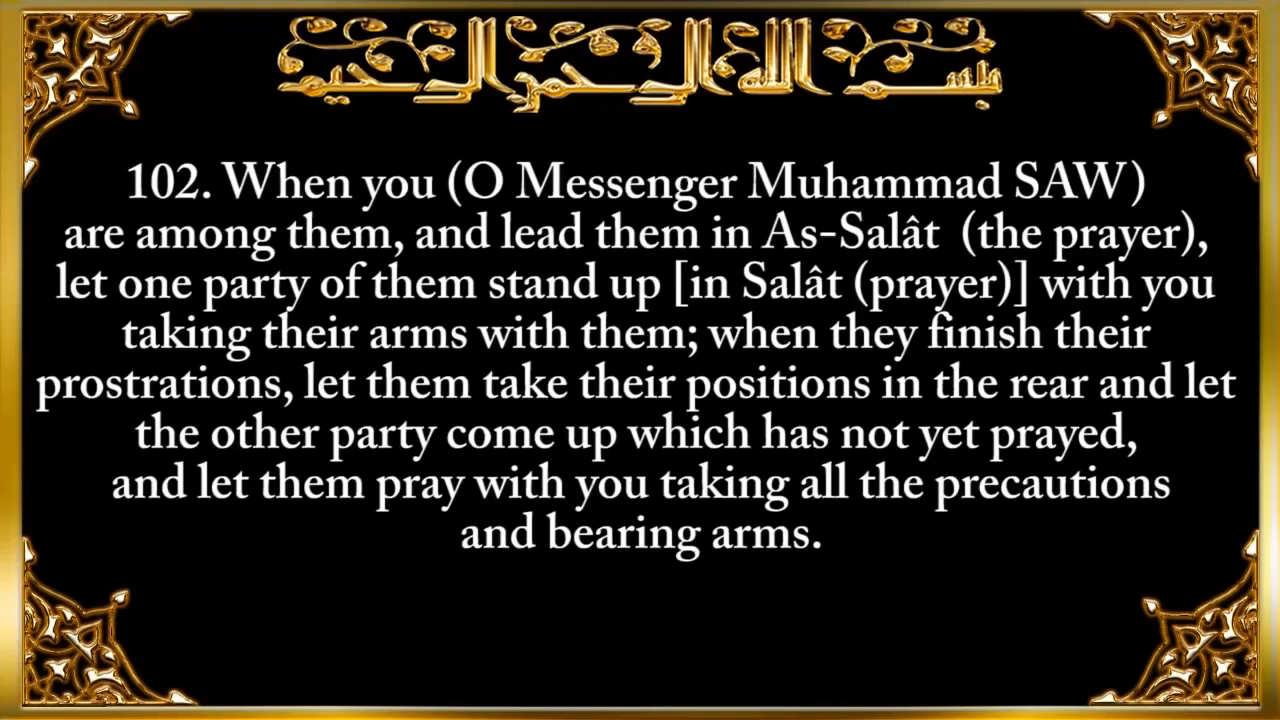 بسم الله الرحمن الرحيم
102. When you (O Messenger Muhammad SAW)
are among them, and lead them in As-Salât (the prayer),
let one party of them stand up [in Salât (prayer)] with you
taking their arms with them; when they finish their
prostrations, let them take their positions in the rear and let
the other party come up which has not yet prayed,
and let them pray with you taking all the precautions
and bearing arms.